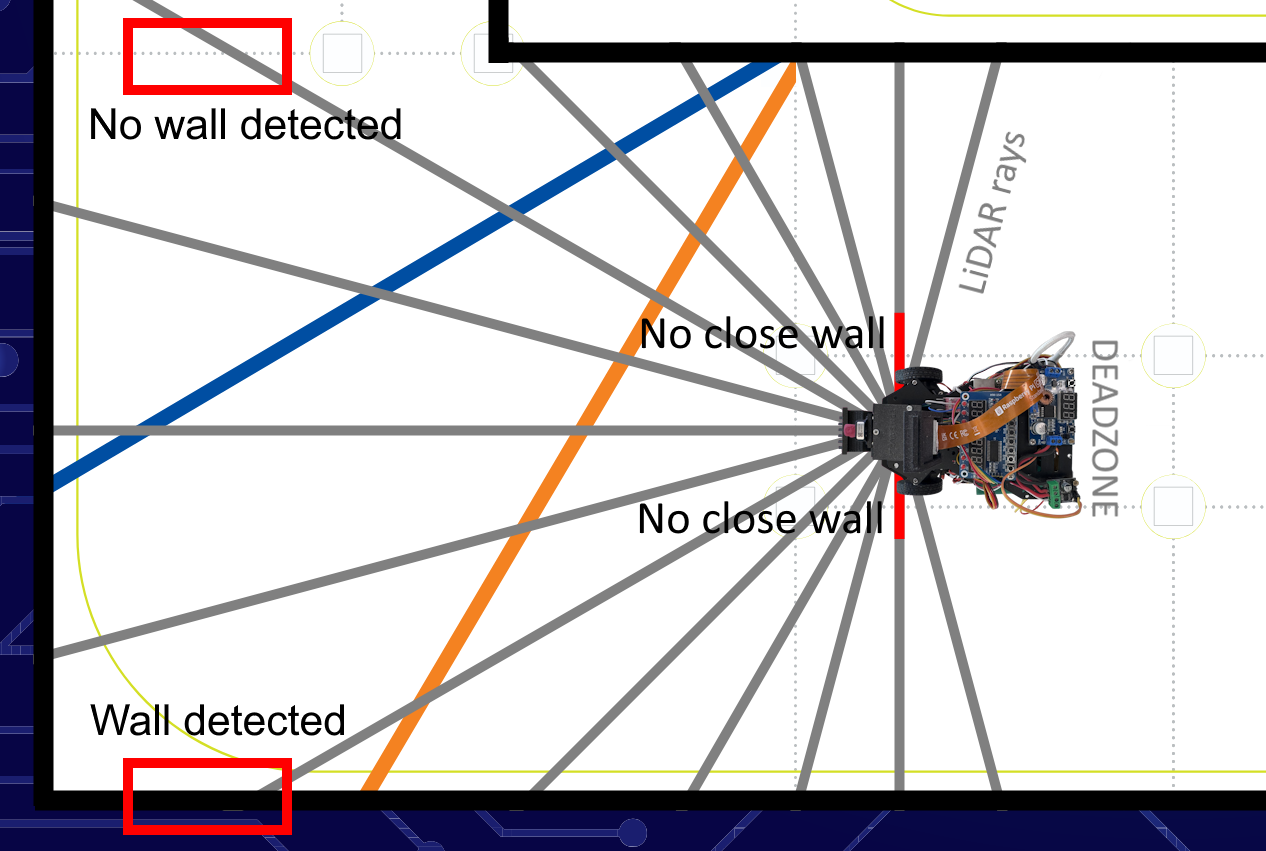 No wall detected
LiDAR rays
No close wall
DEADZONE
No close wall
Wall detected